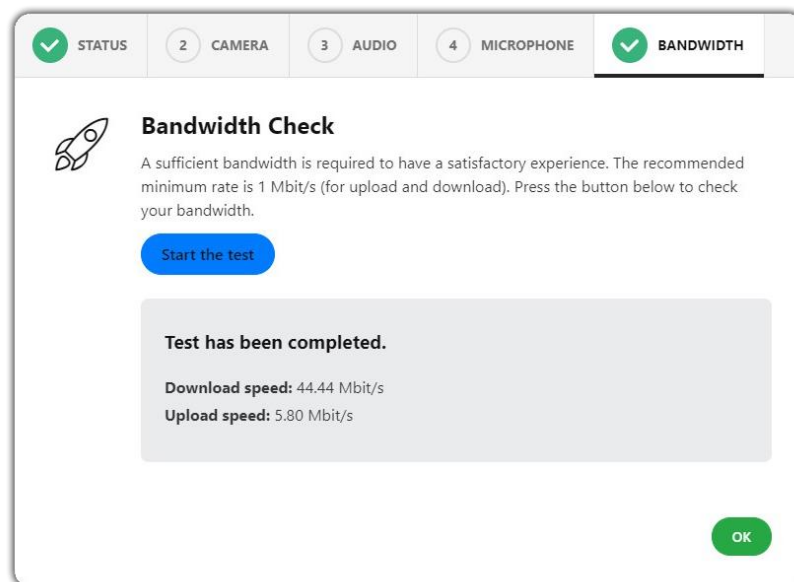 STATUS
2 CAMERA
3 AUDIO
4 MICROPHONE
BANDWIDTH
Bandwidth Check
A sufficient bandwidth is required to have a satisfactory experience. The recommended
minimum rate is 1 Mbit/s (for upload and download). Press the button below to check
your bandwidth.
Start the test
Test has been completed.
Download speed: 44.44 Mbit/s
Upload speed: 5.80 Mbit/s
OK